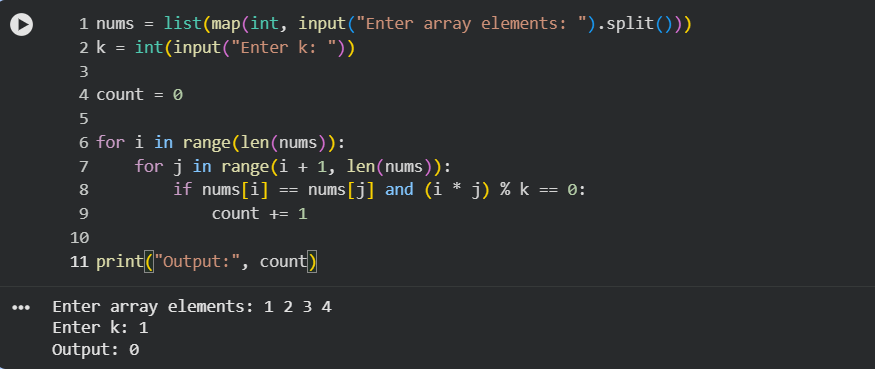 1 nums = list(map(int, input("Enter array elements: ").split()))
2 k = int(input("Enter k: "))
3
4 count = 0
5
6 for i in range(len(nums)):
7     for j in range(i + 1, len(nums)):
8         if nums[i] == nums[j] and (i * j) % k == 0:
9             count += 1
10
11 print("Output:", count)
Enter array elements: 1 2 3 4
Enter k: 1
Output: 0